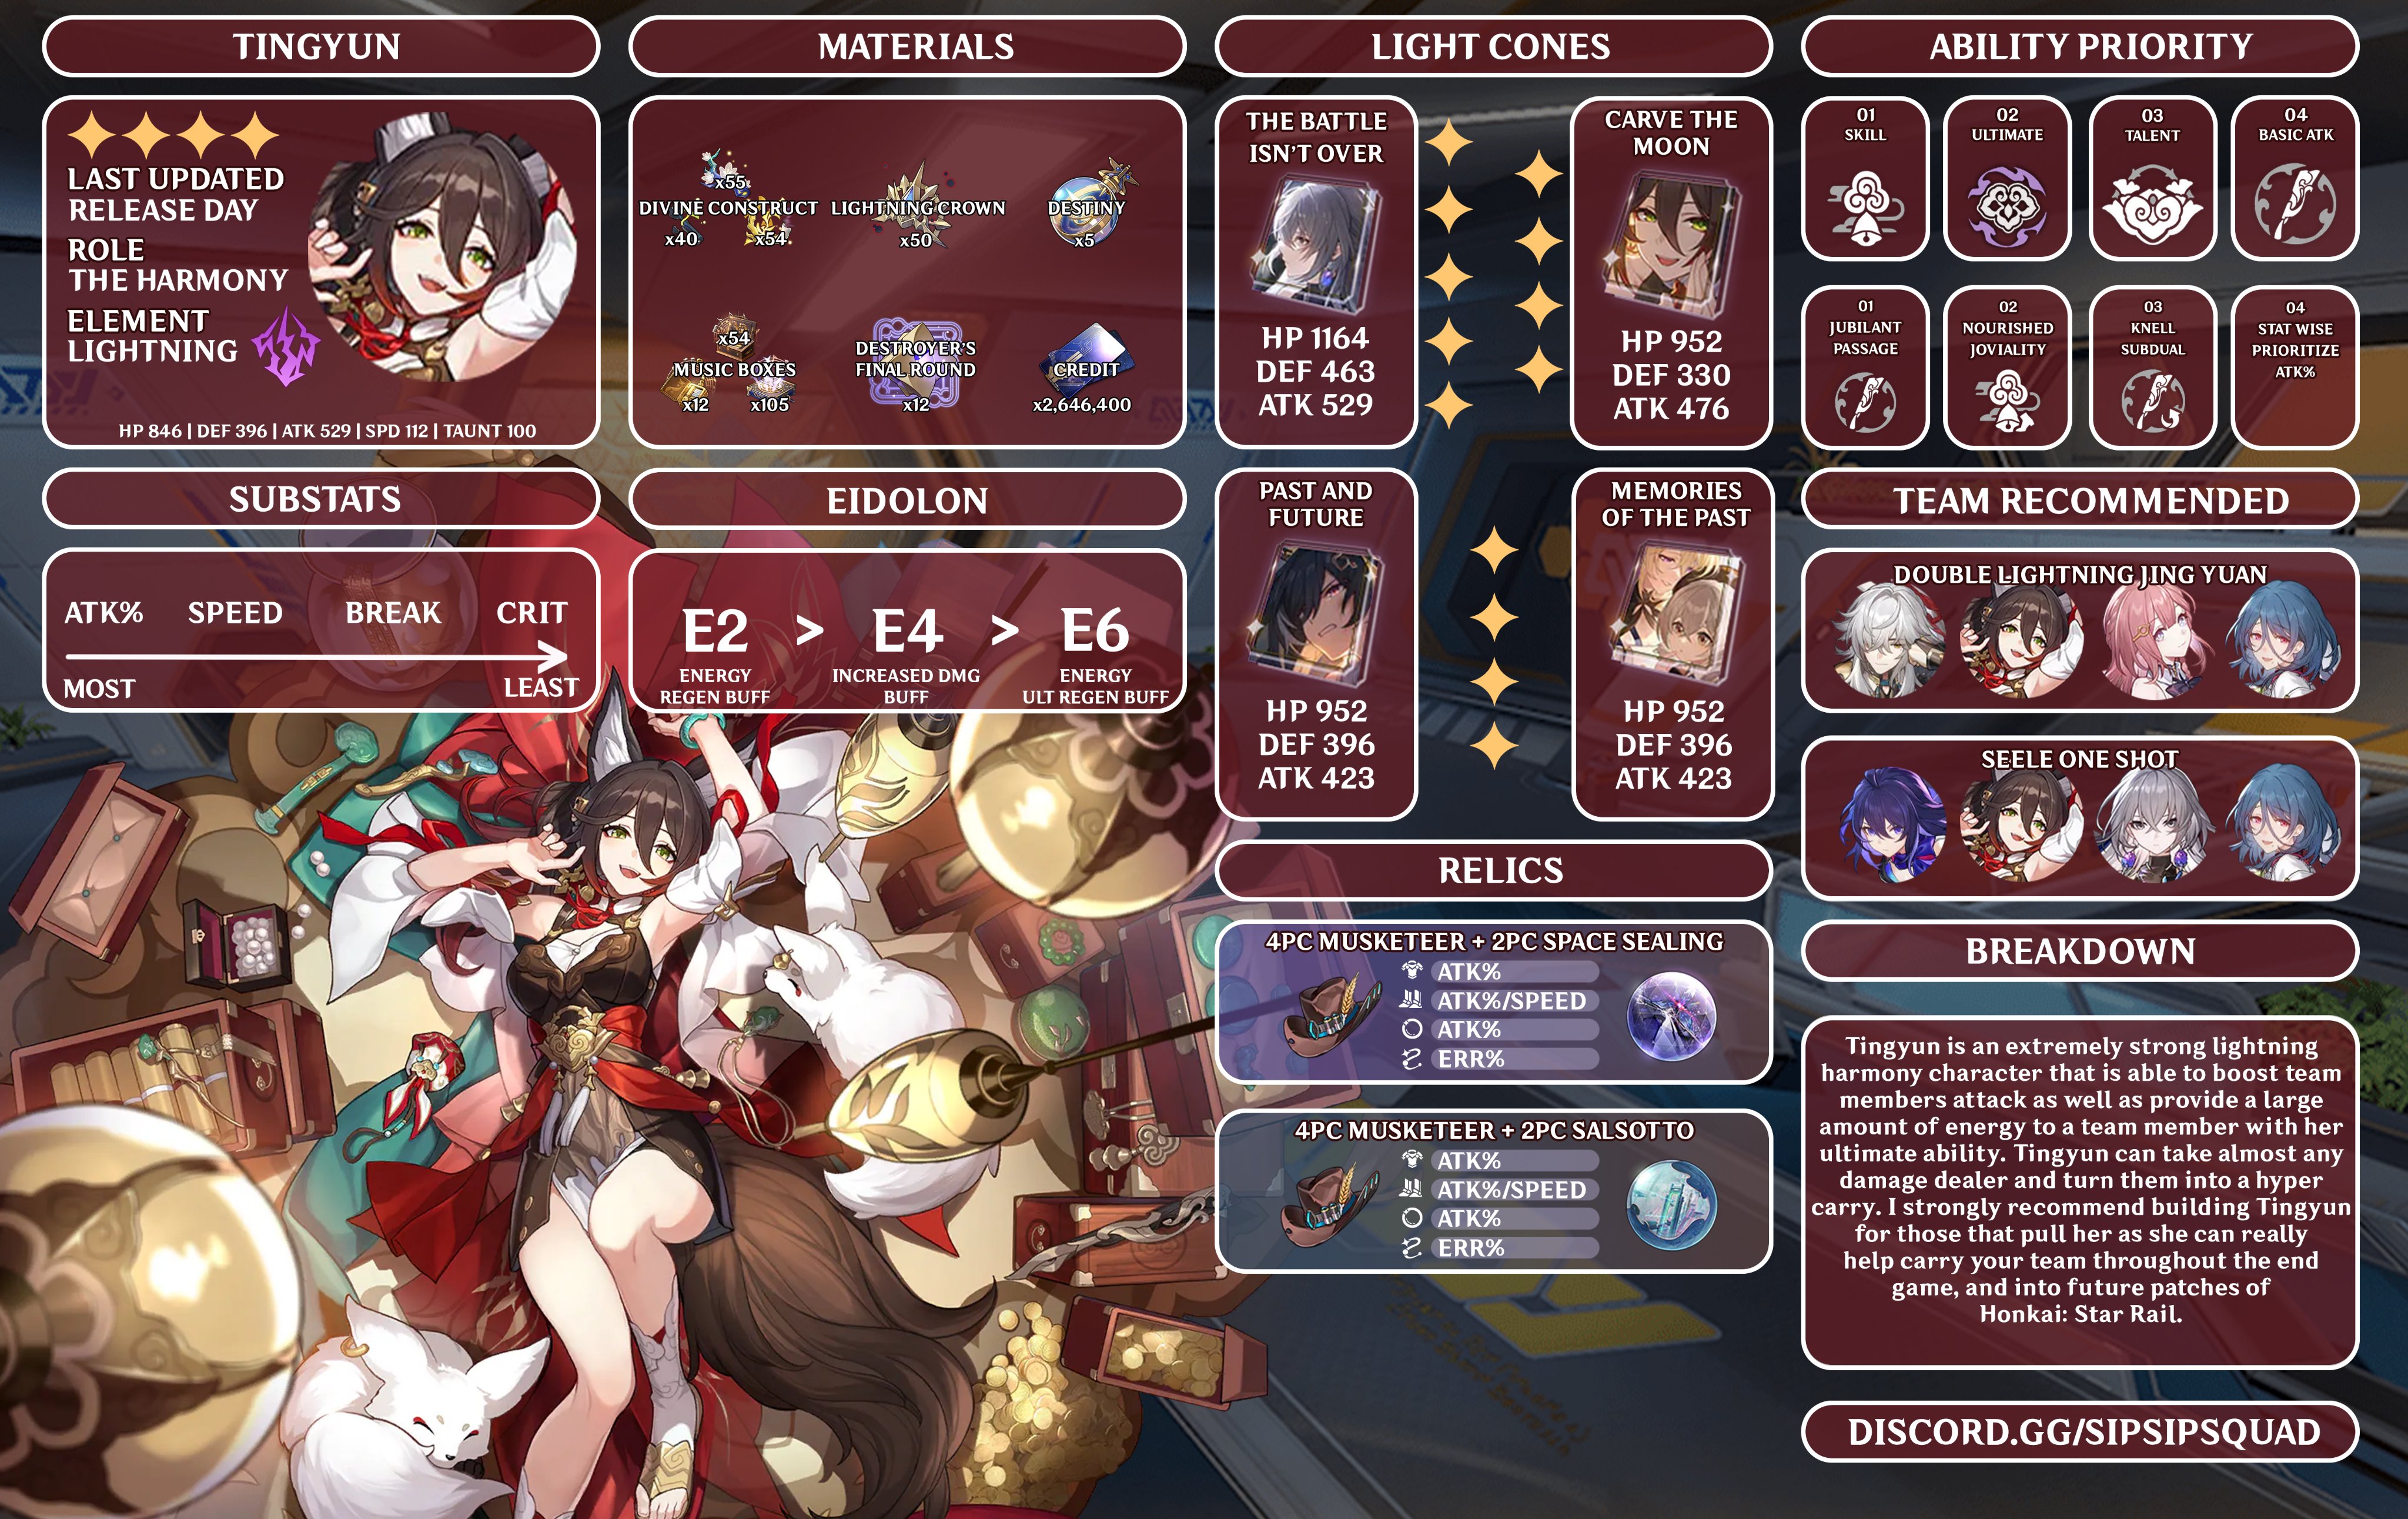 TINGYUN
LAST UPDATED
RELEASE DAY
ROLE
THE HARMONY
ELEMENT
LIGHTNING
HP 846 | DEF 396 | ATK 529 | SPD 112 | TAUNT 100
SUBSTATS
ATK% SPEED BREAK CRIT
MOST LEAST
MATERIALS
x55
DIVINE CONSTRUCT
x40 x54
LIGHTNING CROWN
x50
DESTINY
x5
x54
MUSIC BOXES
x12 x105
DESTROYER'S
FINAL ROUND
x12
CREDIT
x2,646,400
EIDOLON
E2 > E4 > E6
ENERGY
REGEN BUFF
INCREASED DMG
BUFF
ENERGY
ULT REGEN BUFF
LIGHT CONES
THE BATTLE
ISN'T OVER
HP 1164
DEF 463
ATK 529
CARVE THE
MOON
HP 952
DEF 330
ATK 476
PAST AND
FUTURE
HP 952
DEF 396
ATK 423
MEMORIES
OF THE PAST
HP 952
DEF 396
ATK 423
RELICS
4PC MUSKETEER + 2PC SPACE SEALING
ATK%
ATK%/SPEED
ATK%
ERR%
4PC MUSKETEER + 2PC SALSOTTO
ATK%
ATK%/SPEED
ATK%
ERR%
ABILITY PRIORITY
01
SKILL
02
ULTIMATE
03
TALENT
04
BASIC ATK
01
JUBILANT
PASSAGE
02
NOURISHED
JOVIALITY
03
KNELL
SUBDUAL
04
STAT WISE
PRIORITIZE
ATK%
TEAM RECOMMENDED
DOUBLE LIGHTNING JING YUAN
SEELE ONE SHOT
BREAKDOWN
Tingyun is an extremely strong lightning
harmony character that is able to boost team
members attack as well as provide a large
amount of energy to a team member with her
ultimate ability. Tingyun can take almost any
damage dealer and turn them into a hyper
carry. I strongly recommend building Tingyun
for those that pull her as she can really
help carry your team throughout the end
game, and into future patches of
Honkai: Star Rail.
DISCORD.GG/SIPSIPSQUAD